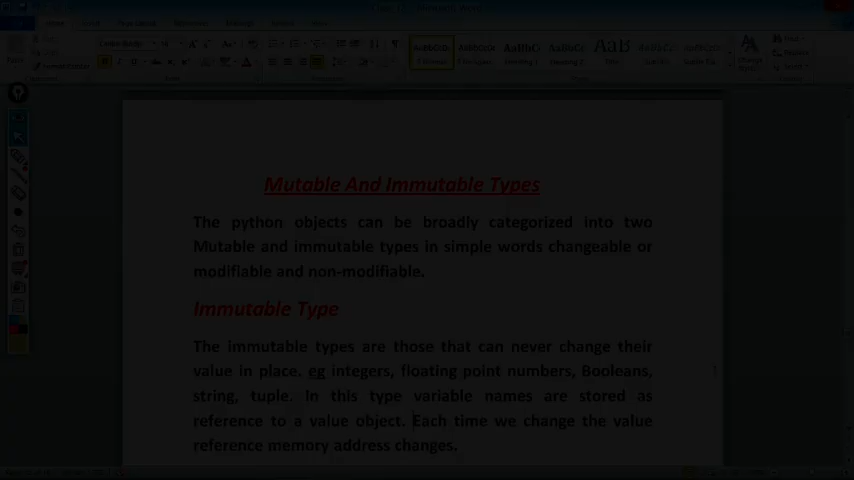 Mutable And Immutable Types
The python objects can be broadly categorized into two
Mutable and immutable types in simple words changeable or
modifiable and non-modifiable.
Immutable Type
The immutable types are those that can never change their
value in place. eg integers, floating point numbers, Booleans,
string, tuple. In this type variable names are stored as
reference to a value object. Each time we change the value
reference memory address changes.